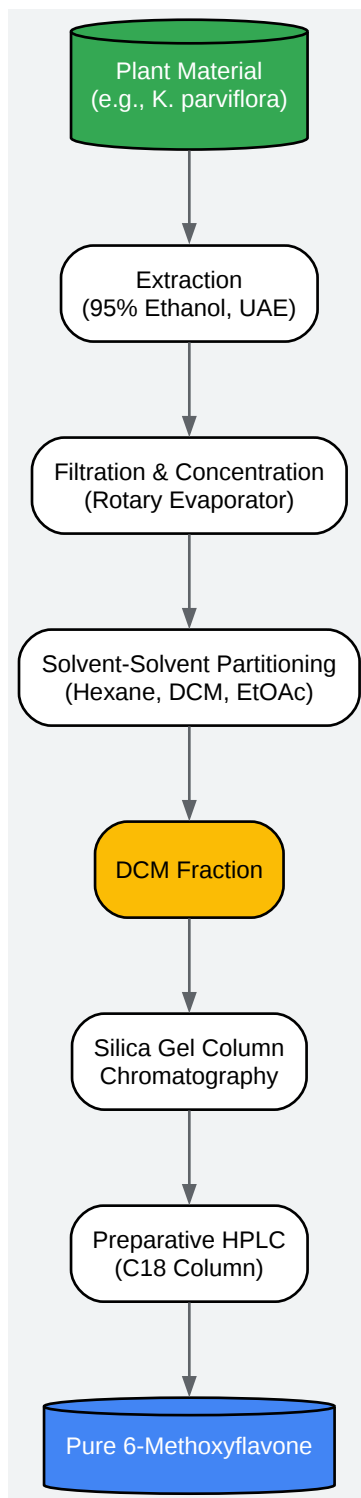 Plant Material
(e.g., K. parviflora)
Extraction
(95% Ethanol, UAE)
Filtration & Concentration
(Rotary Evaporator)
Solvent-Solvent Partitioning
(Hexane, DCM, EtOAc)
DCM Fraction
Silica Gel Column
Chromatography
Preparative HPLC
(C18 Column)
Pure 6-Methoxyflavone